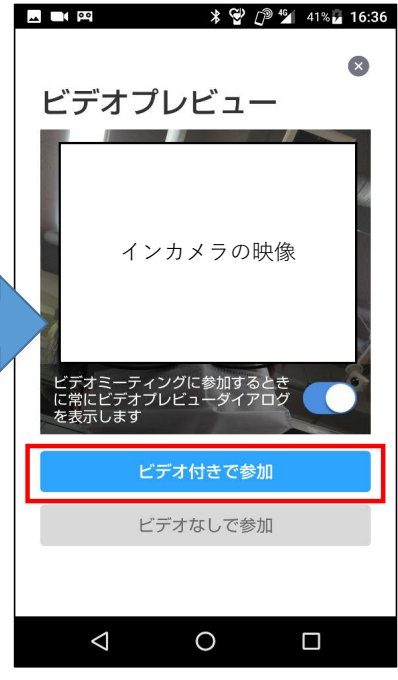 41% 16:36
ビデオプレビュー
インカメラの映像
ビデオミーティングに参加するとき
に常にビデオプレビューダイアログ
を表示します
ビデオ付きで参加
ビデオなしで参加